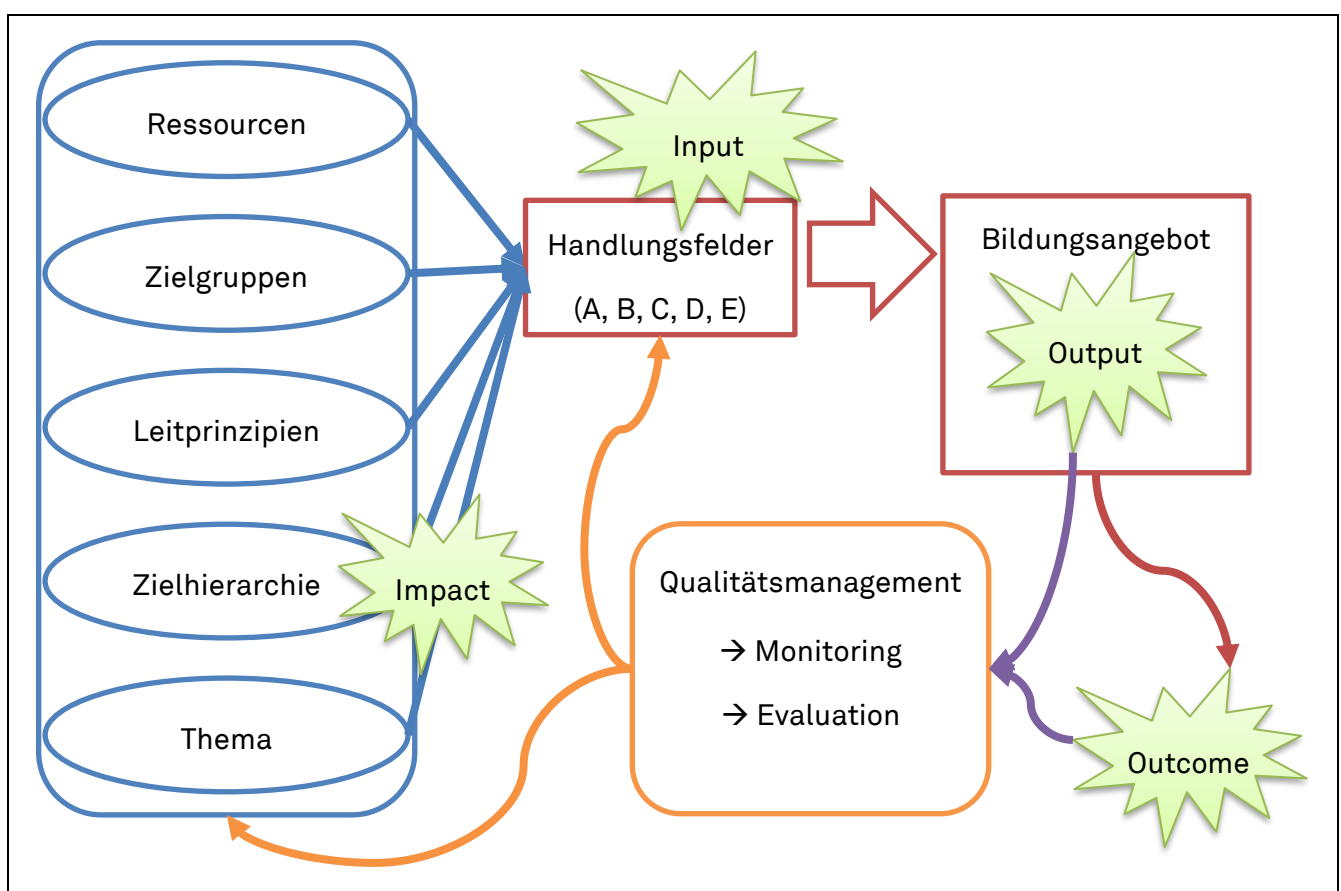 Ressourcen
Zielgruppen
Leitprinzipien
Zielhierarchie
Thema
Impact
Input
Handlungsfelder
(A, B, C, D, E)
Bildungsangebot
Output
Qualitätsmanagement
→ Monitoring
→ Evaluation
Outcome